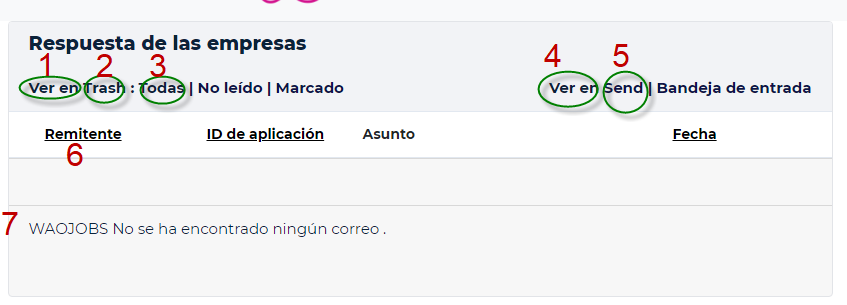 Respuesta de las empresas
1 2 3 4 5
Ver en Trash : Todas | No leído | Marcado Ver en Send | Bandeja de entrada
Remitente ID de aplicación Asunto Fecha
6
7 WAOJOBS No se ha encontrado ningún correo .